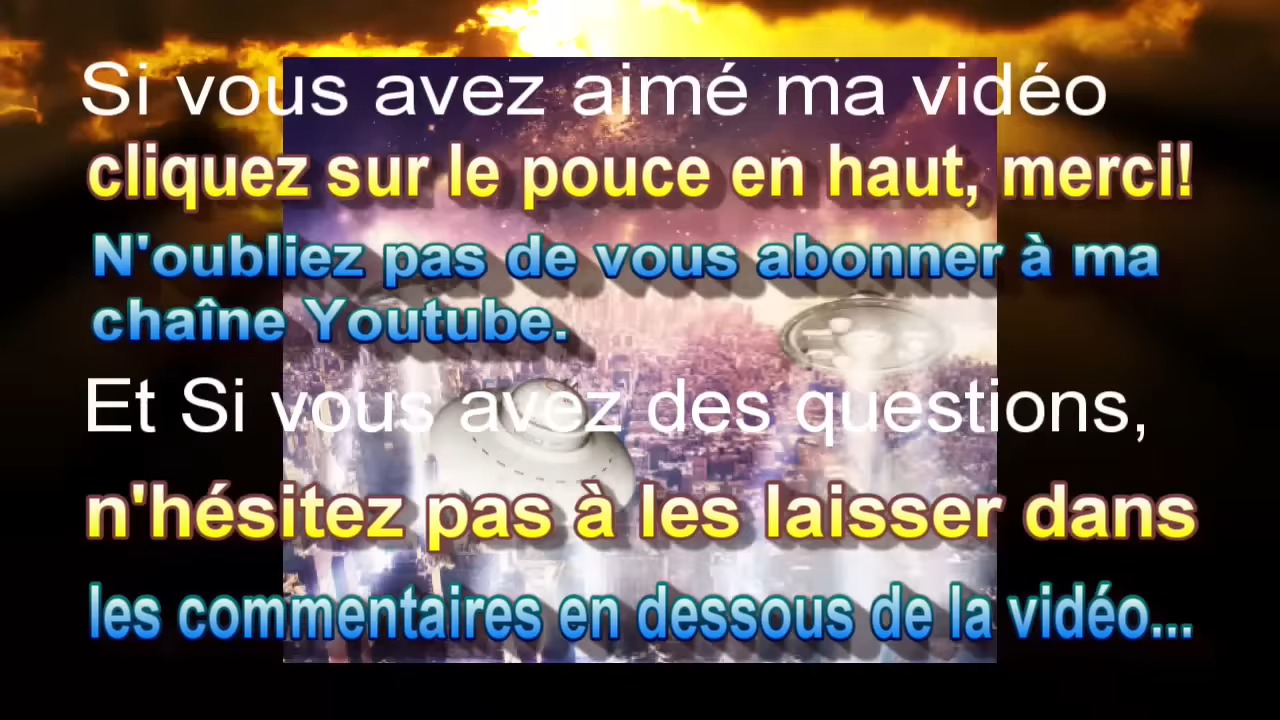 Si vous avez aimé ma vidéo
cliquez sur le pouce en haut, merci!
N'oubliez pas de vous abonner à ma
chaîne Youtube.
Et Si vous avez des questions,
n'hésitez pas à les laisser dans
les commentaires en dessous de la vidéo...